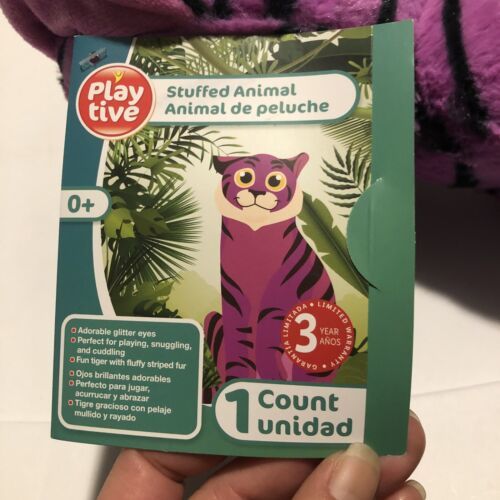 Play
tive
Stuffed Animal
Animal de peluche
0+
• Adorable glitter eyes
• Perfect for playing, snuggling,
and cuddling
• Fun tiger with fluffy striped fur
• Ojos brillantes adorables
• Perfecto para jugar,
acurrucar y abrazar
• Tigre gracioso con pelaje
mullido y rayado
LIMITED WARRANTY
GARANTÍA LIMITADA
3 YEAR
AÑOS
1 Count
unidad